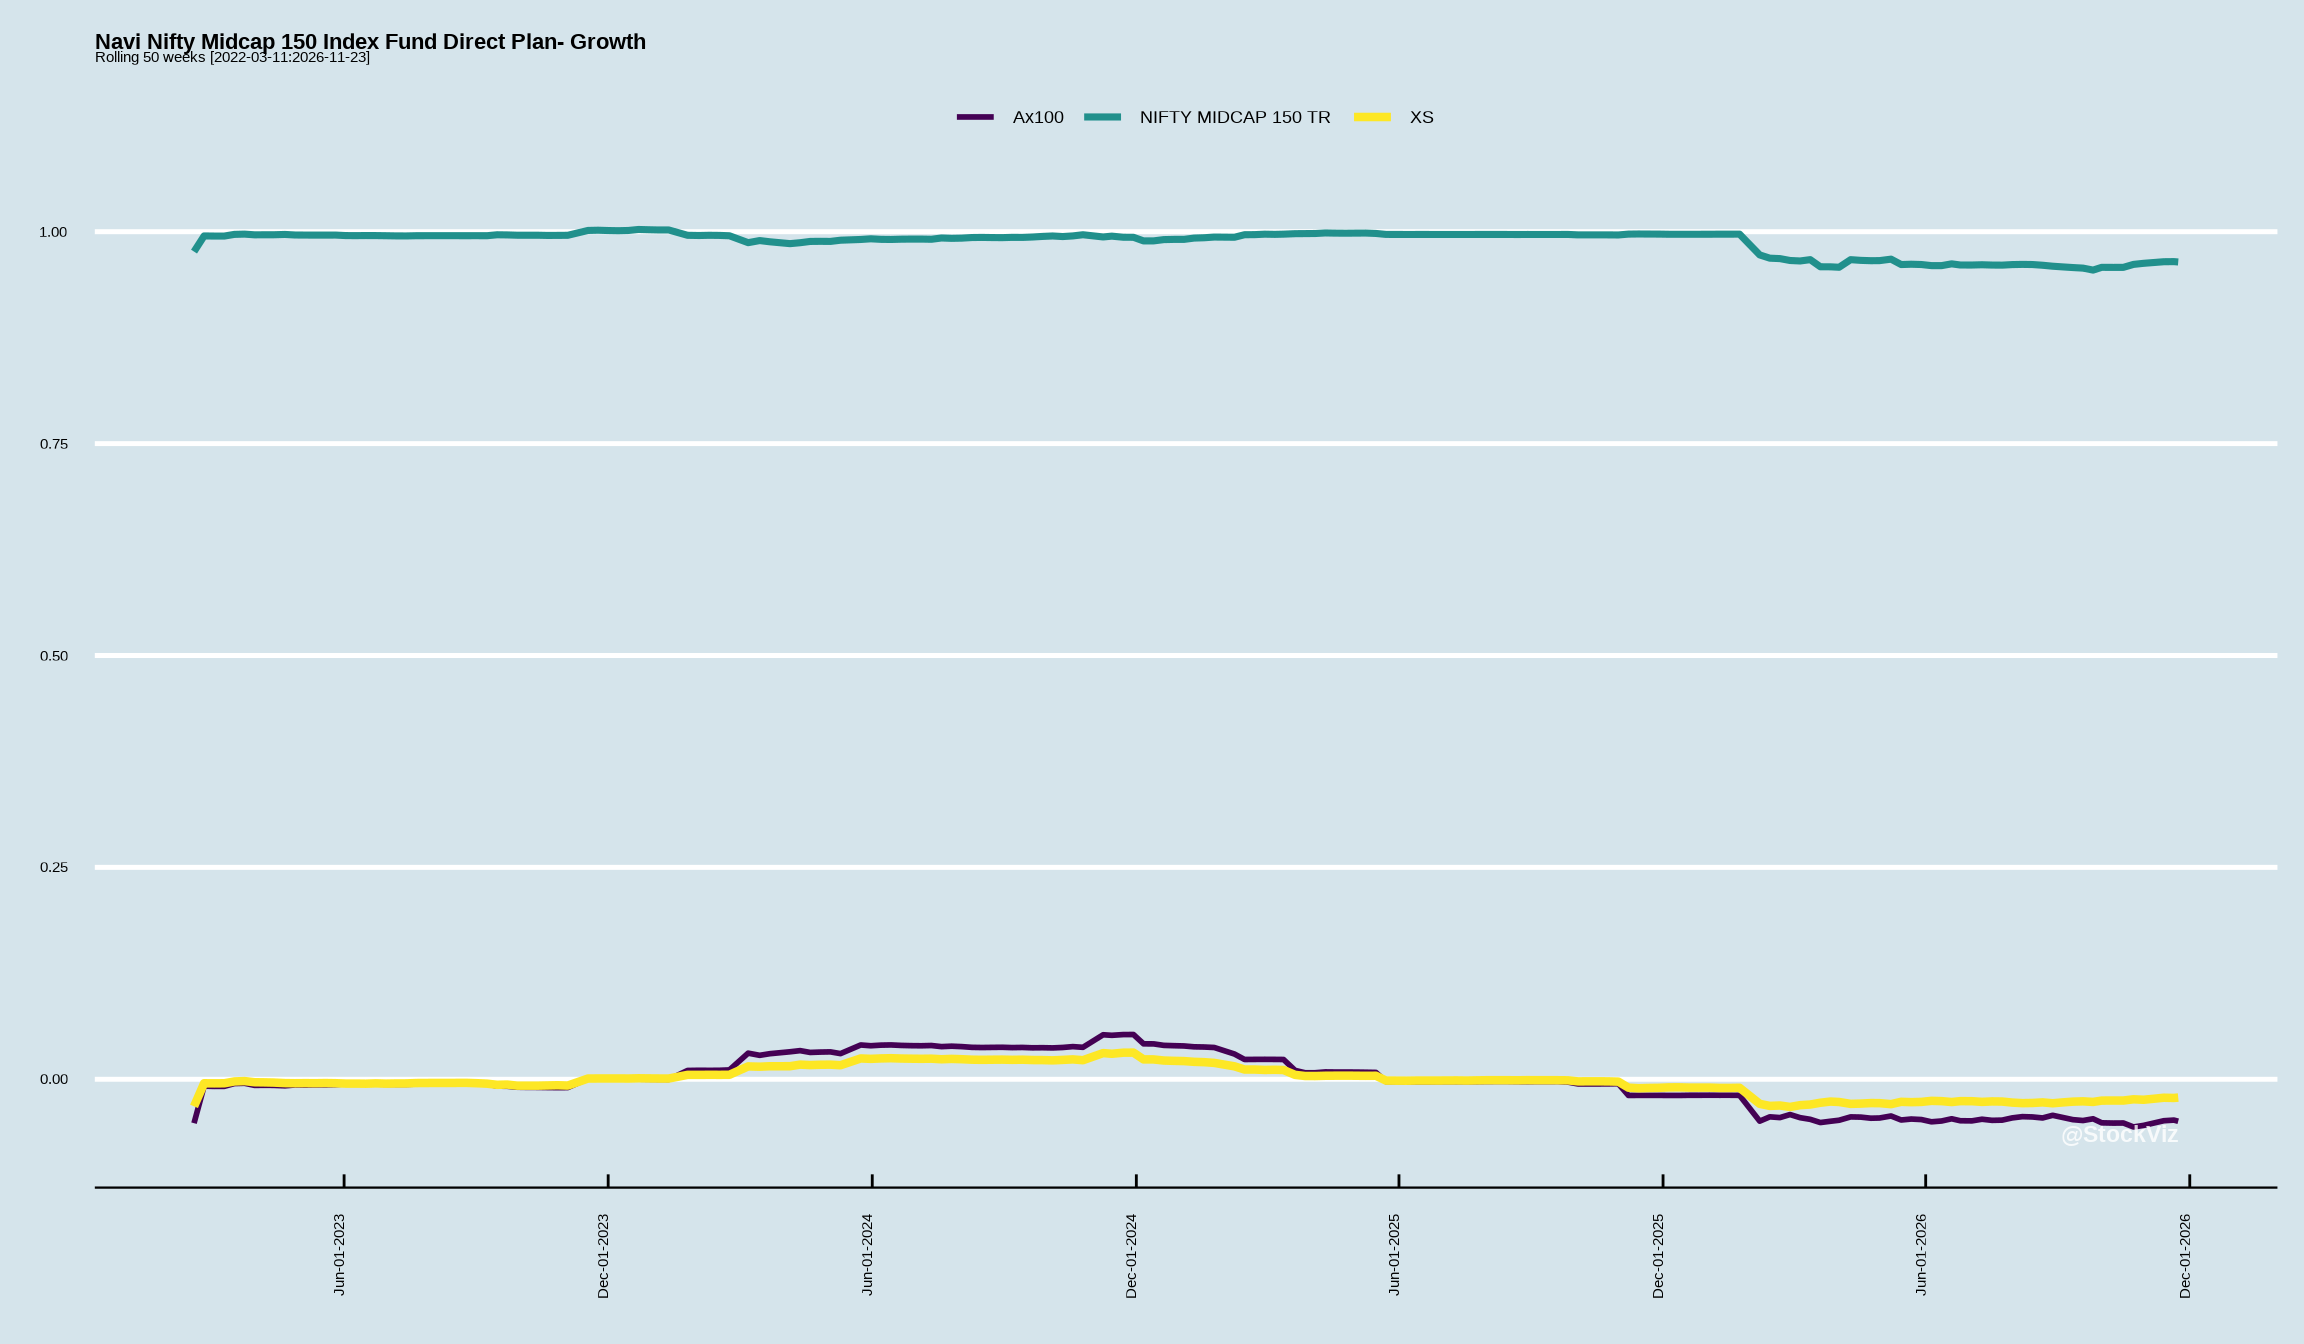 Navi Nifty Midcap 150 Index Fund Direct Plan- Growth
Rolling 50 weeks [2022-03-11:2026-11-23]
Ax100 NIFTY MIDCAP 150 TR XS
1.00
0.75
0.50
0.25
0.00
@StockViz
Jun-01-2023 Dec-01-2023 Jun-01-2024 Dec-01-2024 Jun-01-2025 Dec-01-2025 Jun-01-2026 Dec-01-2026